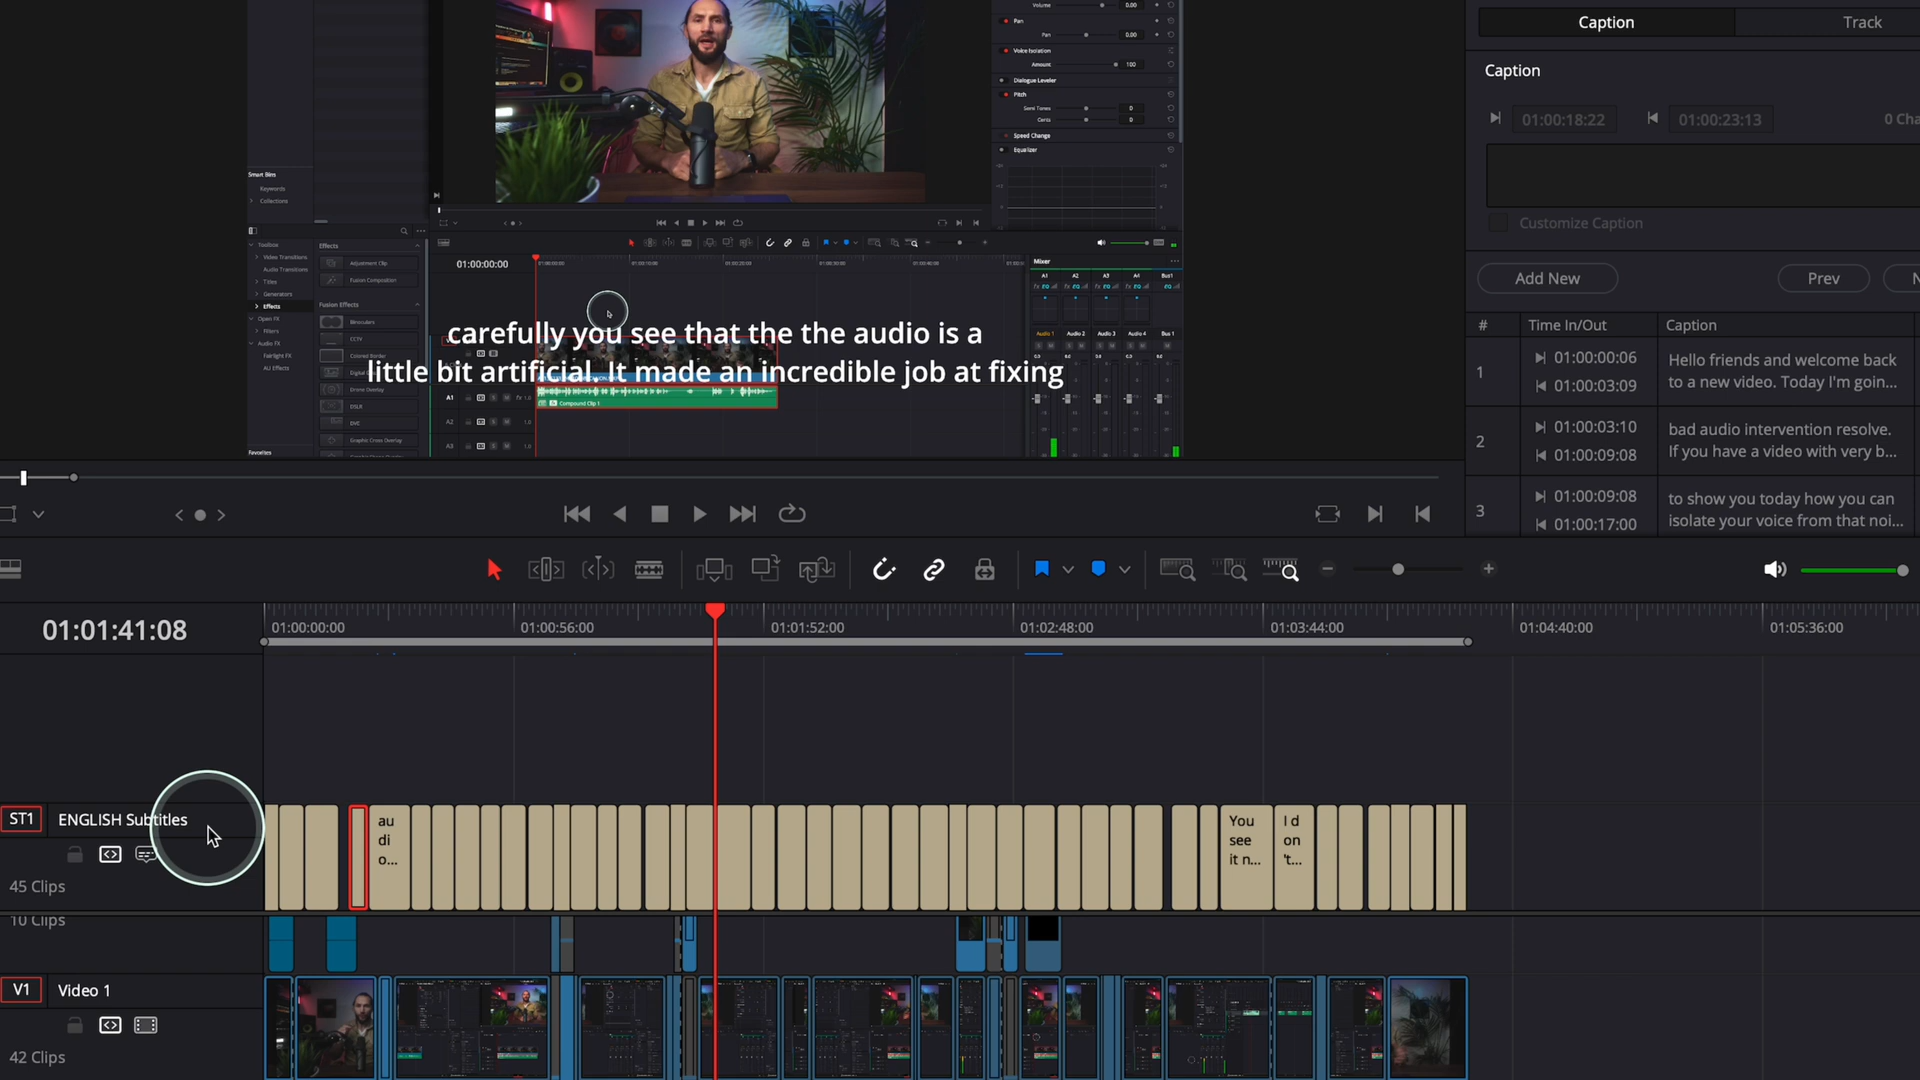 Volume 0.00
Pan
Pan 0.00
Voice Isolation
Amount 100
Dialogue Leveler
Pitch
Semi Tones 0
Cents 0
Speed Change
Equalizer
Smart Bins
Keywords
Collections
Toolbox
Video Transitions
Audio Transitions
Titles
Generators
Effects
Open FX
Filters
Audio FX
Fairlight FX
AU Effects
Favorites
Effects
Adjustment Clip
Fusion Composition
Fusion Effects
Binoculars
CCTV
Colored Border
DSLR
DVE
Graphic Cross Overlay
01:00:00:00
Mixer
A1 A2 A3 A4 Bus1
Audio 1 Audio 2 Audio 3 Audio 4 Bus 1
A1
A2
A3
Compound Clip 1
carefully you see that the the audio is a
little bit artificial. It made an incredible job at fixing
Caption Track
Caption
01:00:18:22 01:00:23:13 0 Cha
Customize Caption
Add New Prev N
# Time In/Out Caption
1 01:00:00:06 01:00:03:09 Hello friends and welcome back
to a new video. Today I'm goin...
2 01:00:03:10 01:00:09:08 bad audio intervention resolve.
If you have a video with very b...
3 01:00:09:08 01:00:17:00 to show you today how you can
isolate your voice from that noi...
01:01:41:08
01:00:00:00 01:00:56:00 01:01:52:00 01:02:48:00 01:03:44:00 01:04:40:00 01:05:36:00
ST1 ENGLISH Subtitles
45 Clips
au
di
o...
You
see
it n...
I d
on
't...
10 Clips
V1 Video 1
42 Clips